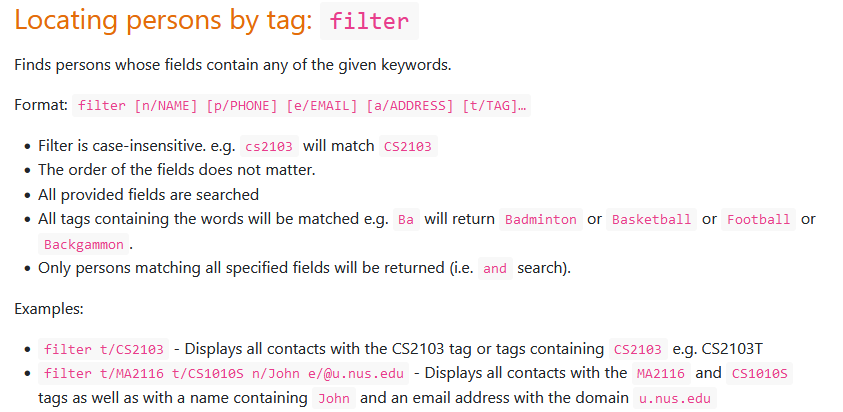 Locating persons by tag: filter
Finds persons whose fields contain any of the given keywords.
Format: filter [n/NAME] [p/PHONE] [e/EMAIL] [a/ADDRESS] [t/TAG]…
• Filter is case-insensitive. e.g. cs2103 will match CS2103
• The order of the fields does not matter.
• All provided fields are searched
• All tags containing the words will be matched e.g. Ba will return Badminton or Basketball or Football or
Backgammon.
• Only persons matching all specified fields will be returned (i.e. and search).
Examples:
• filter t/CS2103 - Displays all contacts with the CS2103 tag or tags containing CS2103 e.g. CS2103T
• filter t/MA2116 t/CS1010S n/John e/@u.nus.edu - Displays all contacts with the MA2116 and CS1010S
tags as well as with a name containing John and an email address with the domain u.nus.edu